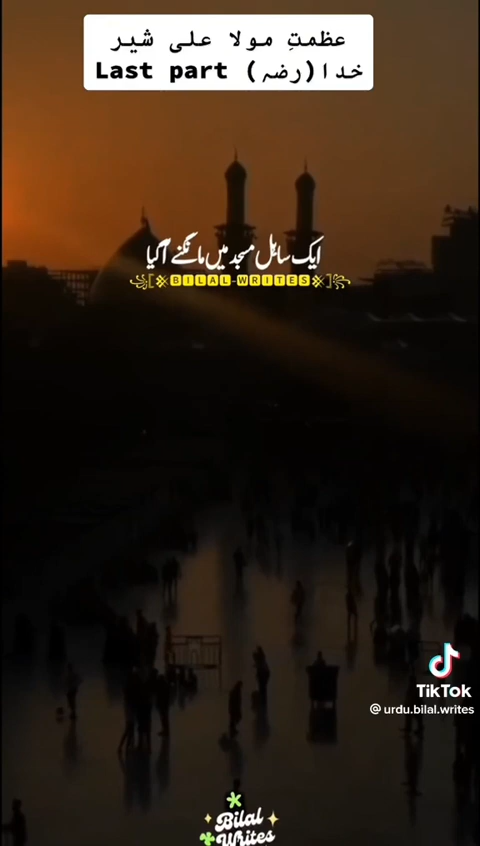 عظمتِ مولا علی شیر
خدا (رضہ) Last part
ایک ساہل مسجد میں مانگنے آگیا
BILAL-WRITES
TikTok
@urdu.bilal.writes
Bilal
Writes